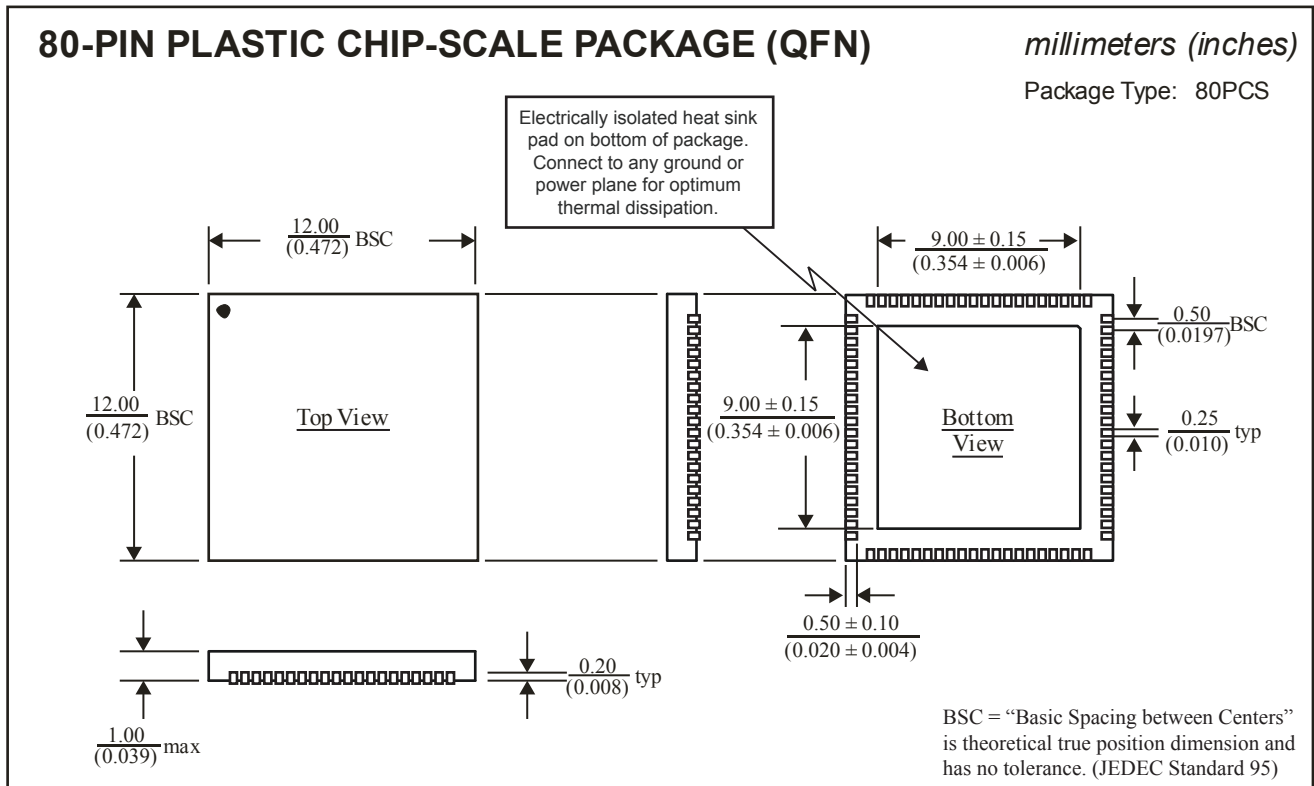 80-PIN PLASTIC CHIP-SCALE PACKAGE (QFN)
millimeters (inches)
Package Type: 80PCS
Electrically isolated heat sink
pad on bottom of package.
Connect to any ground or
power plane for optimum
thermal dissipation.
12.00
(0.472) BSC
9.00 ± 0.15
(0.354 ± 0.006)
0.50
(0.0197) BSC
12.00
(0.472) BSC
Top View
9.00 ± 0.15
(0.354 ± 0.006)
Bottom
View
0.25
(0.010) typ
0.50 ± 0.10
(0.020 ± 0.004)
0.20
(0.008) typ
1.00
(0.039) max
BSC = “Basic Spacing between Centers”
is theoretical true position dimension and
has no tolerance. (JEDEC Standard 95)